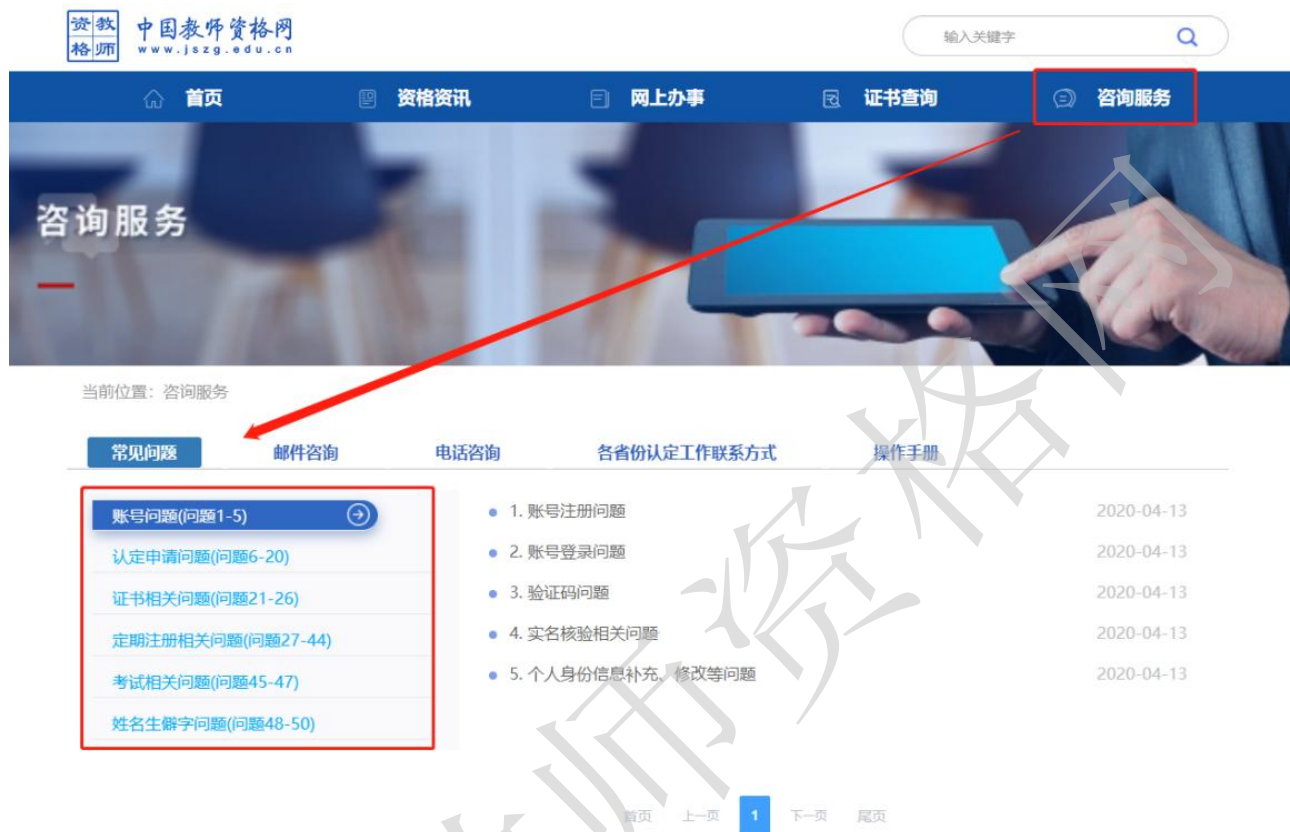 资教 中国教师资格网
格师 www.jszg.edu.cn
输入关键字
首页 资格资讯 网上办事 证书查询 咨询服务
咨询服务
当前位置：咨询服务
常见问题 邮件咨询 电话咨询 各省份认定工作联系方式 操作手册
账号问题(问题1-5)
认定申请问题(问题6-20)
证书相关问题(问题21-26)
定期注册相关问题(问题27-44)
考试相关问题(问题45-47)
姓名生僻字问题(问题48-50)
1. 账号注册问题 2020-04-13
2. 账号登录问题 2020-04-13
3. 验证码问题 2020-04-13
4. 实名核验相关问题 2020-04-13
5. 个人身份信息补充、修改等问题 2020-04-13
首页 上一页 1 下一页 尾页
师资格网